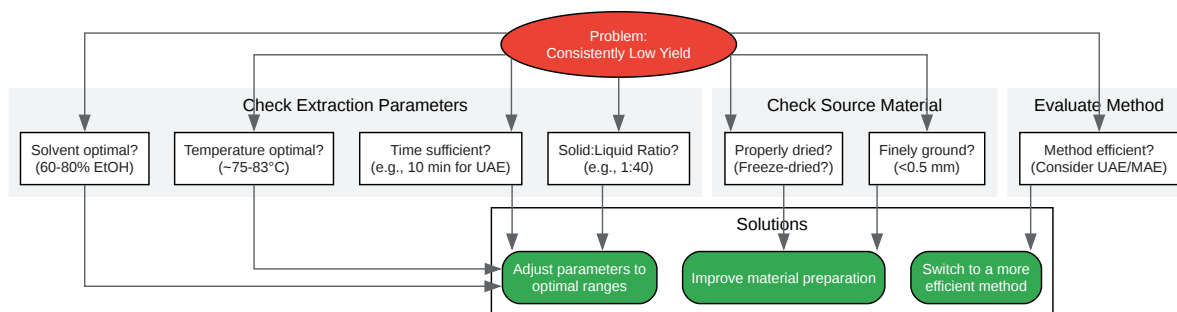 Problem:
Consistently Low Yield
Check Extraction Parameters
Check Source Material
Evaluate Method
Solvent optimal?
(60-80% EtOH)
Temperature optimal?
(~75-83°C)
Time sufficient?
(e.g., 10 min for UAE)
Solid:Liquid Ratio?
(e.g., 1:40)
Properly dried?
(Freeze-dried?)
Finely ground?
(<0.5 mm)
Method efficient?
(Consider UAE/MAE)
Solutions
Adjust parameters to
optimal ranges
Improve material preparation
Switch to a more
efficient method